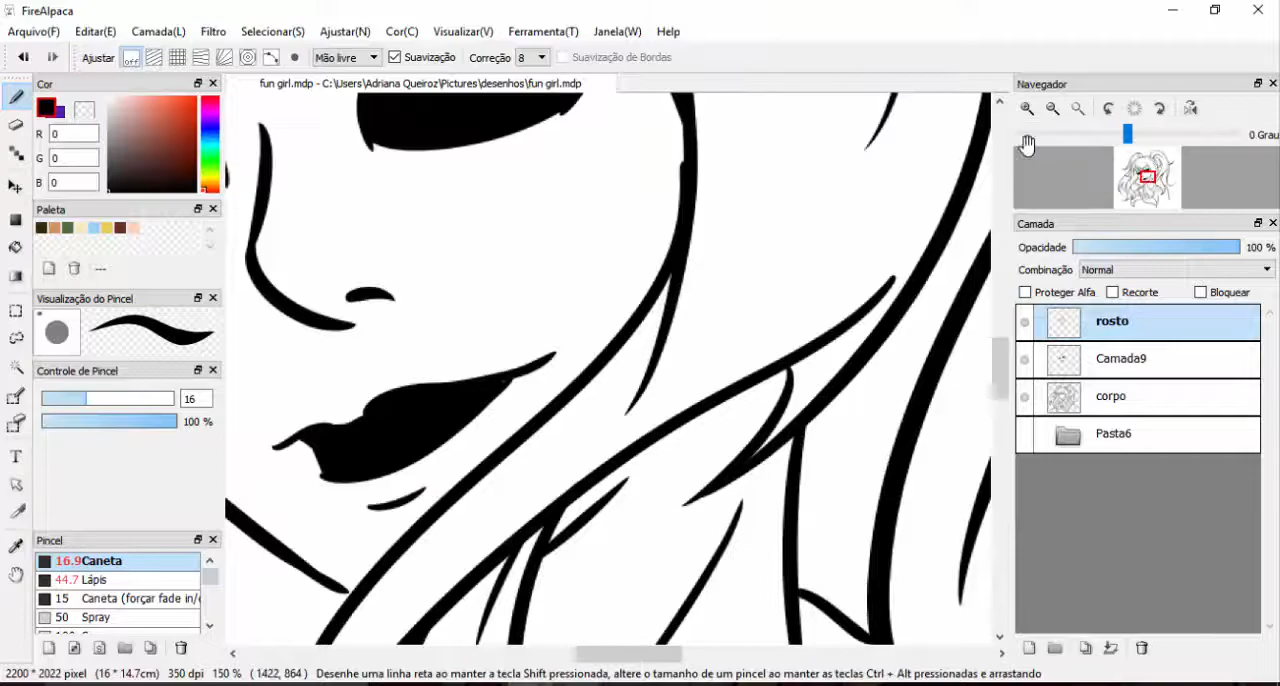 FireAlpaca
Arquivo(F) Editar(E) Camada(L) Filtro Selecionar(S) Ajustar(N) Cor(C) Visualizar(V) Ferramenta(T) Janela(W) Help
Ajustar off Mão livre Suavização Correção 8 Suavização de Bordas
Cor
fun girl.mdp - C:\Users\Adriana Queiroz\Pictures\desenhos\fun girl.mdp
Navegador
R 0
G 0
B 0
0 Grau
Paleta
Camada
Opacidade 100 %
Combinação Normal
Proteger Alfa Recorte Bloquear
Visualização do Pincel
rosto
Camada9
corpo
Pasta6
Controle de Pincel
16
100 %
Pincel
16.9 Caneta
44.7 Lápis
15 Caneta (forçar fade in/
50 Spray
2200 * 2022 pixel (16 * 14.7cm) 350 dpi 150 % (1422, 864 ) Desenhe uma linha reta ao manter a tecla Shift pressionada, altere o tamanho de um pincel ao manter as teclas Ctrl + Alt pressionadas e arrastando